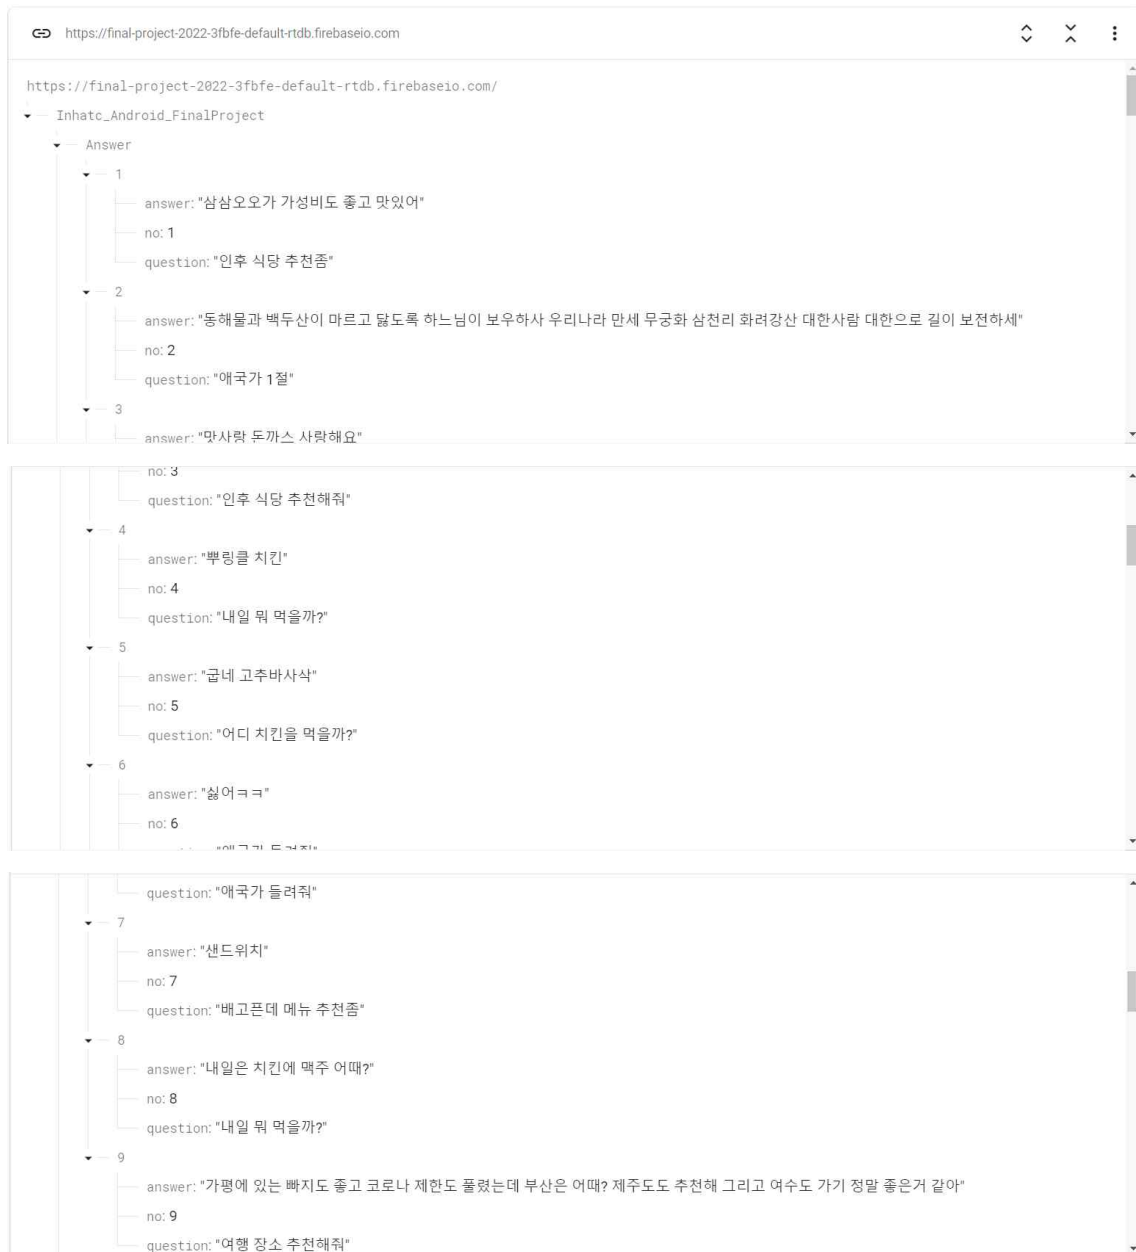 https://final-project-2022-3fbfe-default-rtdb.firebaseio.com
https://final-project-2022-3fbfe-default-rtdb.firebaseio.com/
Inhatc_Android_FinalProject
Answer
1
answer: "삼삼오오가 가성비도 좋고 맛있어"
no: 1
question: "인후 식당 추천좀"
2
answer: "동해물과 백두산이 마르고 닳도록 하느님이 보우하사 우리나라 만세 무궁화 삼천리 화려강산 대한사람 대한으로 길이 보전하세"
no: 2
question: "애국가 1절"
3
answer: "맛사랑 돈까스 사랑해요"
no: 3
question: "인후 식당 추천해줘"
4
answer: "뿌링클 치킨"
no: 4
question: "내일 뭐 먹을까?"
5
answer: "굽네 고추바사삭"
no: 5
question: "어디 치킨을 먹을까?"
6
answer: "싫어ㅋㅋ"
no: 6
question: "애국가 들려줘"
7
answer: "샌드위치"
no: 7
question: "배고픈데 메뉴 추천좀"
8
answer: "내일은 치킨에 맥주 어때?"
no: 8
question: "내일 뭐 먹을까?"
9
answer: "가평에 있는 빠지도 좋고 코로나 제한도 풀렸는데 부산은 어때? 제주도도 추천해 그리고 여수도 가기 정말 좋은거 같아"
no: 9
question: "여행 장소 추천해줘"